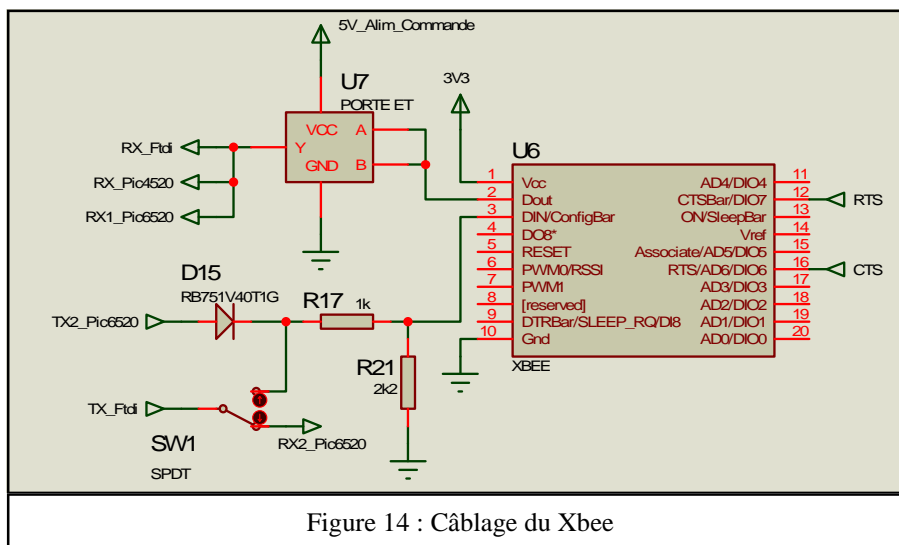 5V_Alim_Commande
U7
PORTE ET
3V3
VCC A
Y
GND B
RX_Ftdi
RX_Pic4520
RX1_Pic6520
U6
1 Vcc AD4/DIO4 11
2 Dout CTSBar/DIO7 12 RTS
3 DIN/ConfigBar ON/SleepBar 13
4 DO8* Vref 14
5 RESET Associate/AD5/DIO5 15
6 PWM0/RSSI RTS/AD6/DIO6 16 CTS
7 PWM1 AD3/DIO3 17
8 [reserved] AD2/DIO2 18
9 DTRBar/SLEEP_RQ/DI8 AD1/DIO1 19
10 Gnd AD0/DIO0 20
XBEE
D15
RB751V40T1G
R17
1k
TX2_Pic6520
R21
2k2
TX_Ftdi
RX2_Pic6520
SW1
SPDT
Figure 14 : Câblage du Xbee